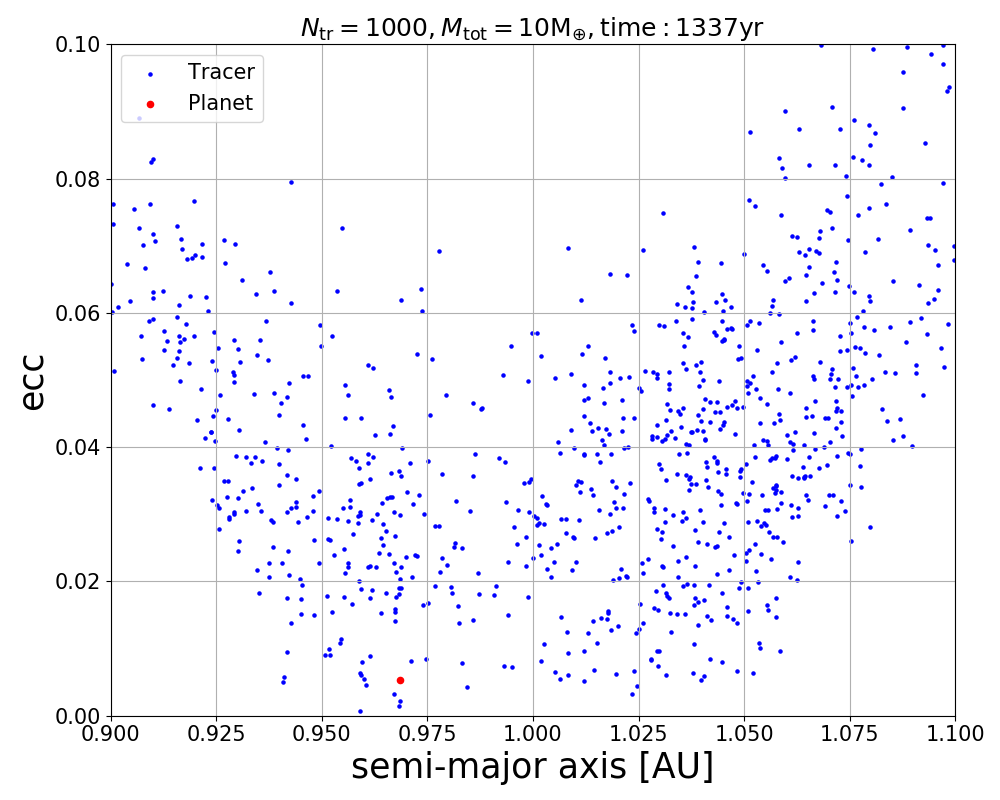 N_tr = 1000, M_tot = 10M_⊕, time : 1337yr
0.10
0.08
0.06
0.04
0.02
0.00
ecc
Tracer
Planet
0.900 0.925 0.950 0.975 1.000 1.025 1.050 1.075 1.100
semi-major axis [AU]